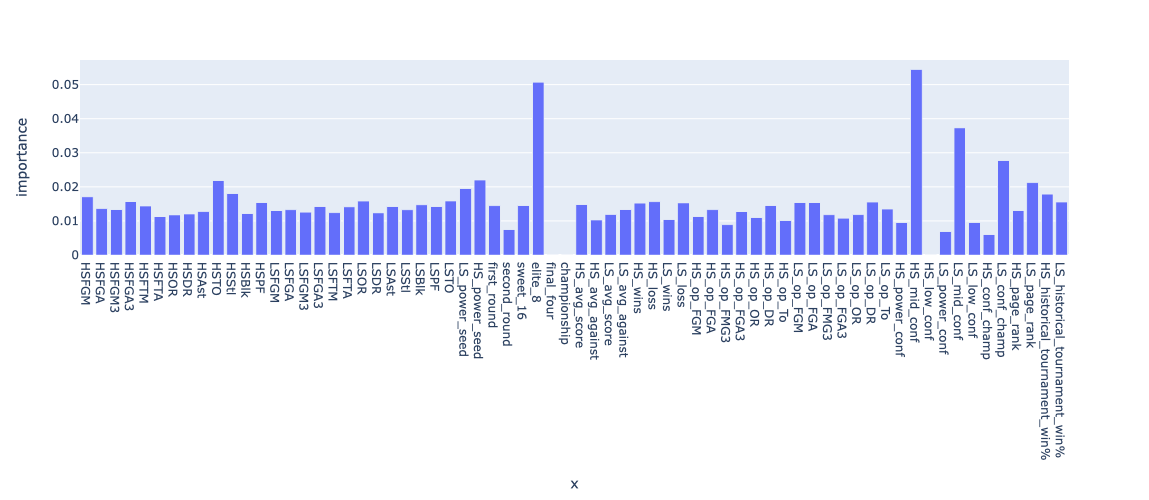 importance
0.05
0.04
0.03
0.02
0.01
0
HSFGM
HSFGA
HSFGM3
HSFGA3
HSFTM
HSFTA
HSOR
HSDR
HSAst
HSTO
HSStl
HSBlk
HSPF
LSFGM
LSFGA
LSFGM3
LSFGA3
LSFTM
LSFTA
LSOR
LSDR
LSAst
LSStl
LSBlk
LSPF
LSTO
LS_power_seed
HS_power_seed
first_round
second_round
sweet_16
elite_8
final_four
championship
HS_avg_score
HS_avg_against
LS_avg_score
LS_avg_against
HS_wins
HS_loss
LS_wins
LS_loss
HS_op_FGM
HS_op_FGA
HS_op_FMG3
HS_op_FGA3
HS_op_OR
HS_op_DR
HS_op_To
LS_op_FGM
LS_op_FGA
LS_op_FMG3
LS_op_FGA3
LS_op_OR
LS_op_DR
LS_op_To
HS_power_conf
HS_mid_conf
HS_low_conf
LS_power_conf
LS_mid_conf
LS_low_conf
HS_conf_champ
LS_conf_champ
HS_page_rank
LS_page_rank
HS_historical_tournament_win%
LS_historical_tournament_win%
x